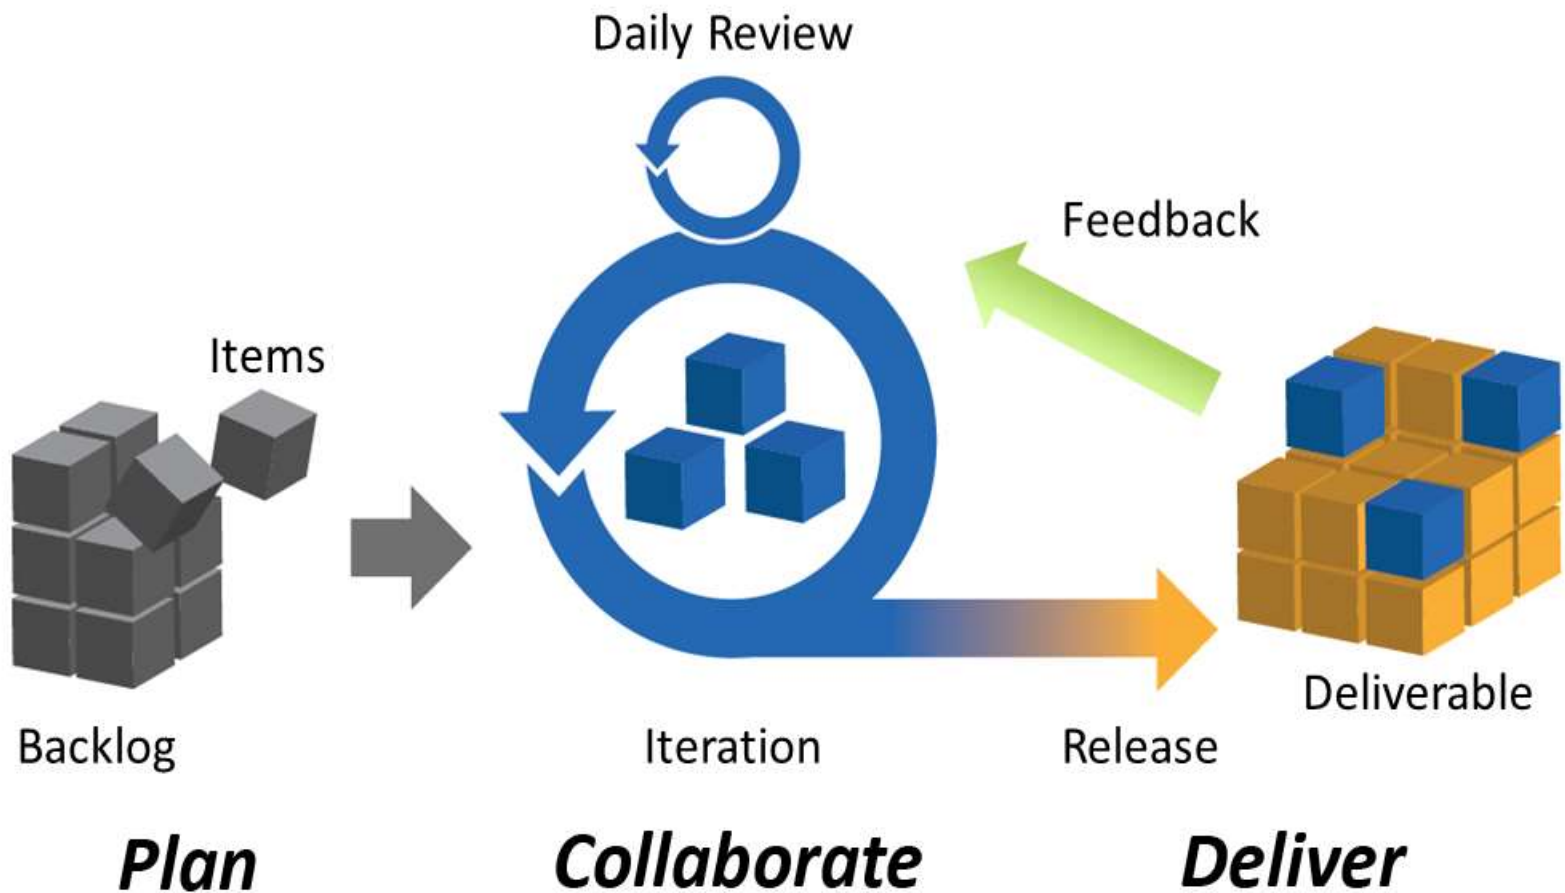 Daily Review
Feedback
Items
Deliverable
Backlog
Iteration
Release
Plan
Collaborate
Deliver